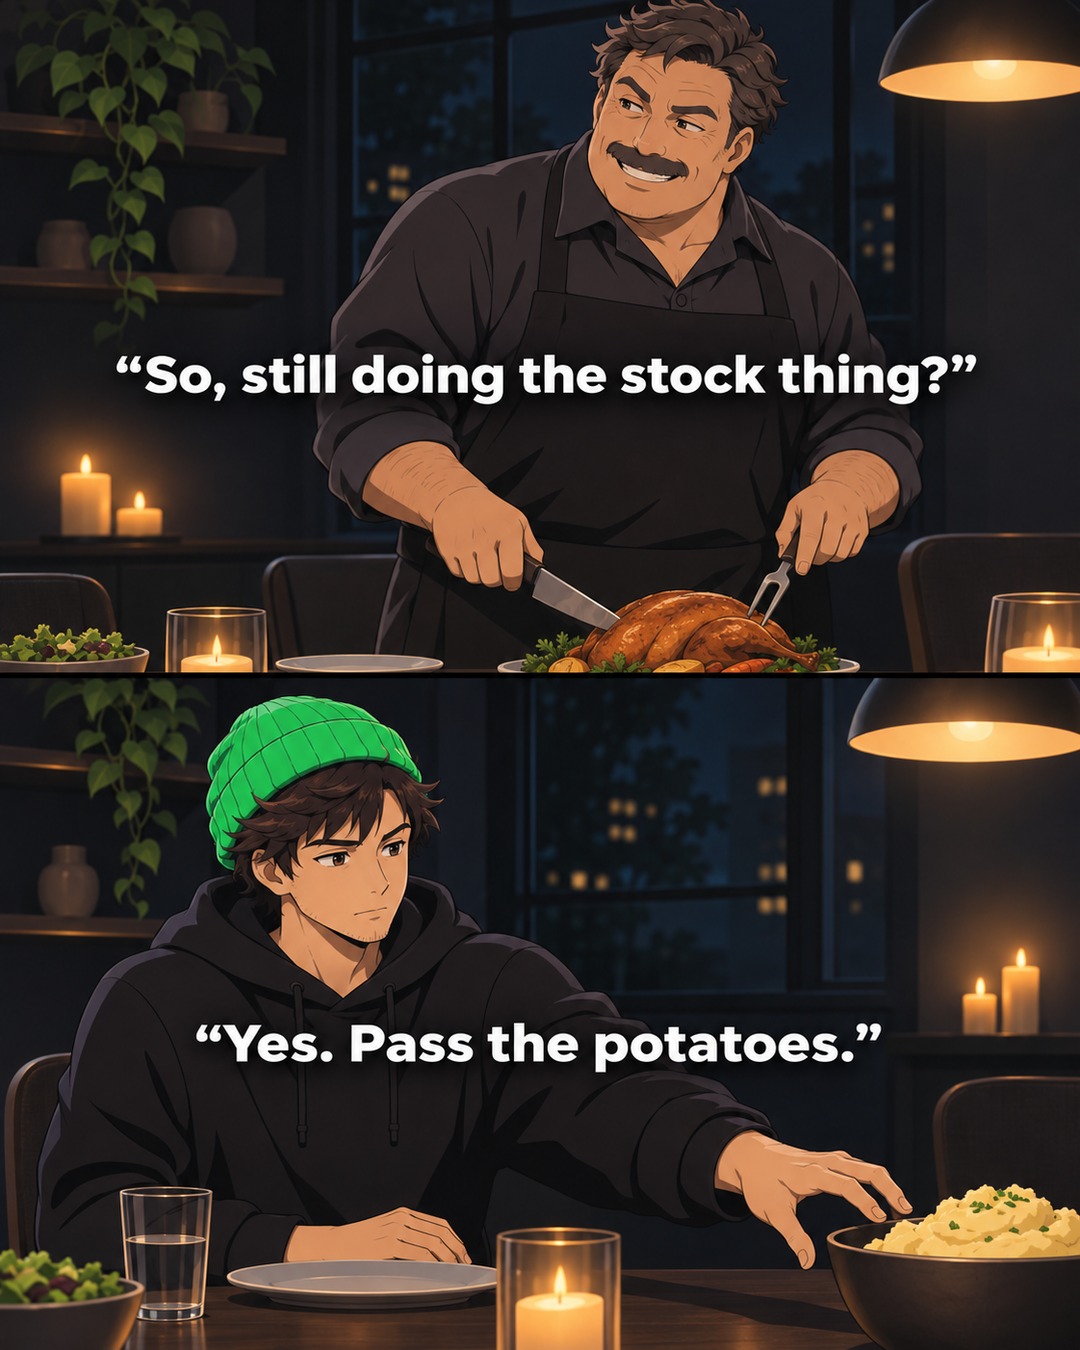 “So, still doing the stock thing?”
“Yes. Pass the potatoes.”